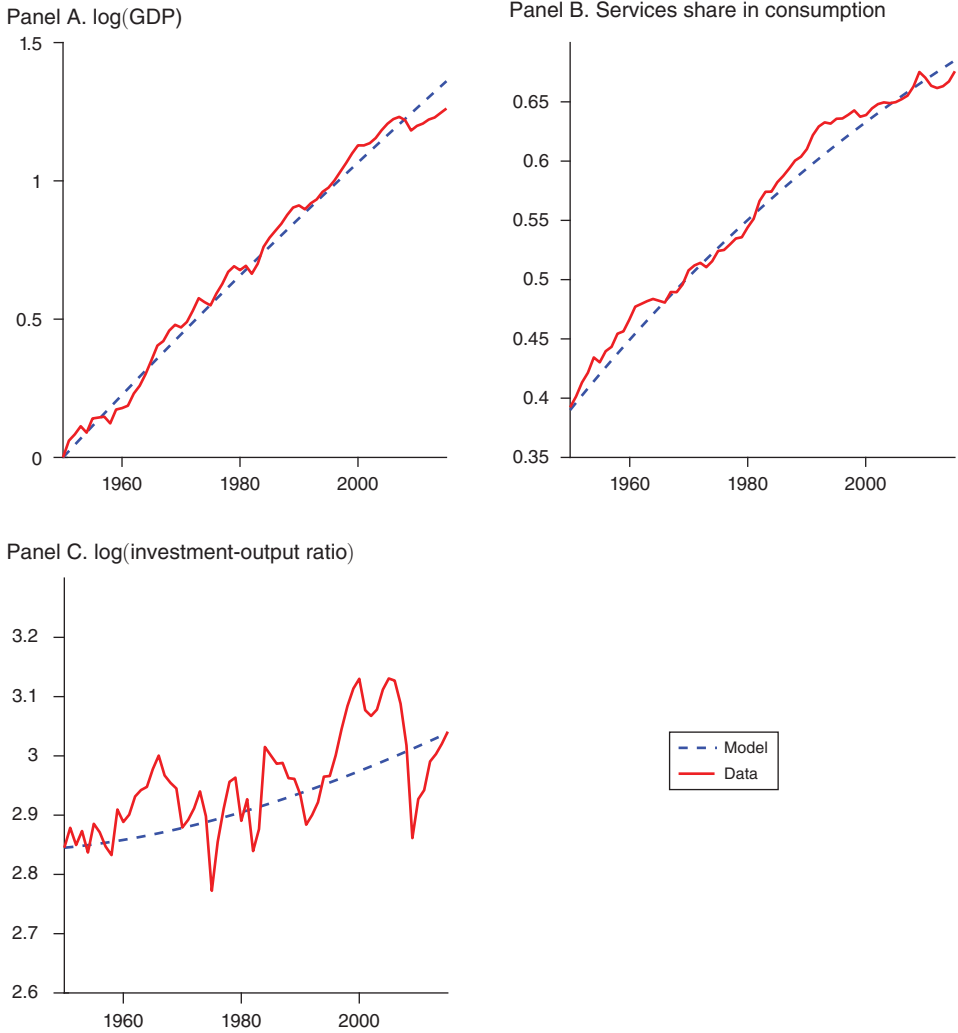 Panel A. log(GDP)
1.5
1
0.5
0
1960 1980 2000
Panel B. Services share in consumption
0.65
0.6
0.55
0.5
0.45
0.4
0.35
1960 1980 2000
Panel C. log(investment-output ratio)
3.2
3.1
3
2.9
2.8
2.7
2.6
1960 1980 2000
Model
Data